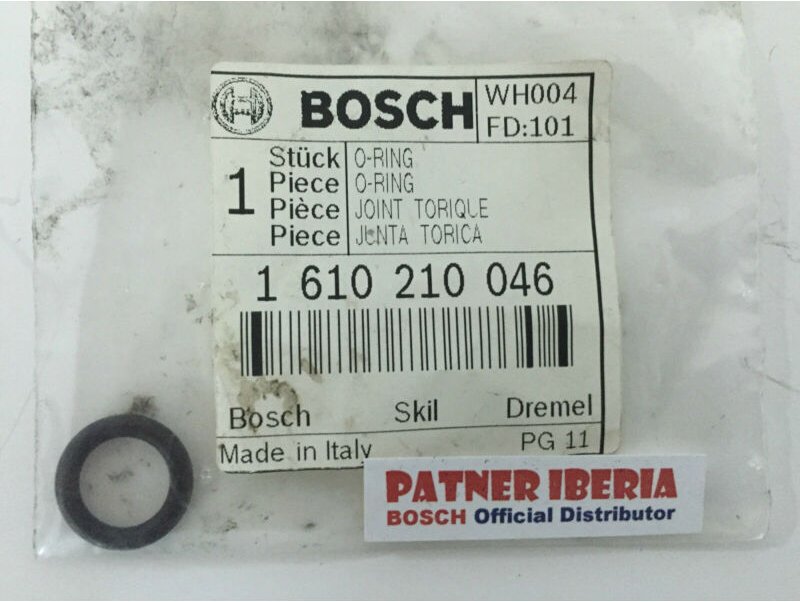 BOSCH
WH004
FD:101
1
Stück O-RING
Piece O-RING
Pièce JOINT TORIQUE
Piece JUNTA TORICA
1 610 210 046
Bosch Skil Dremel
Made in Italy PG 11
PATNER IBERIA
BOSCH Official Distributor